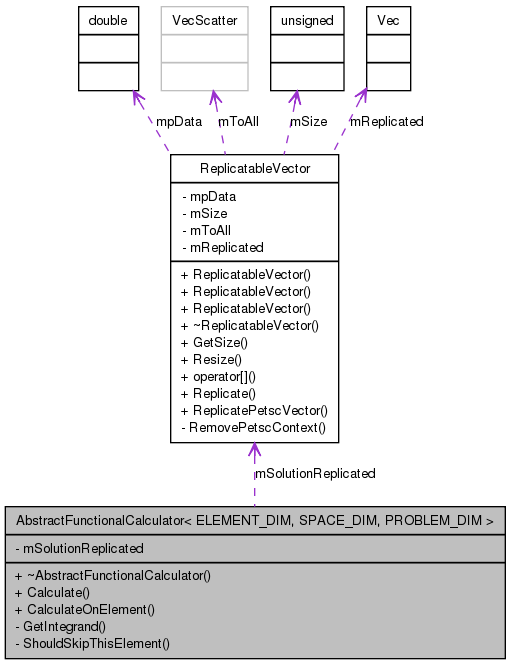 double
VecScatter
unsigned
Vec
mpData
mToAll
mSize
mReplicated
ReplicatableVector
- mpData
- mSize
- mToAll
- mReplicated
+ ReplicatableVector()
+ ReplicatableVector()
+ ReplicatableVector()
+ ~ReplicatableVector()
+ GetSize()
+ Resize()
+ operator[]()
+ Replicate()
+ ReplicatePetscVector()
- RemovePetscContext()
mSolutionReplicated
AbstractFunctionalCalculator< ELEMENT_DIM, SPACE_DIM, PROBLEM_DIM >
- mSolutionReplicated
+ ~AbstractFunctionalCalculator()
+ Calculate()
+ CalculateOnElement()
- GetIntegrand()
- ShouldSkipThisElement()